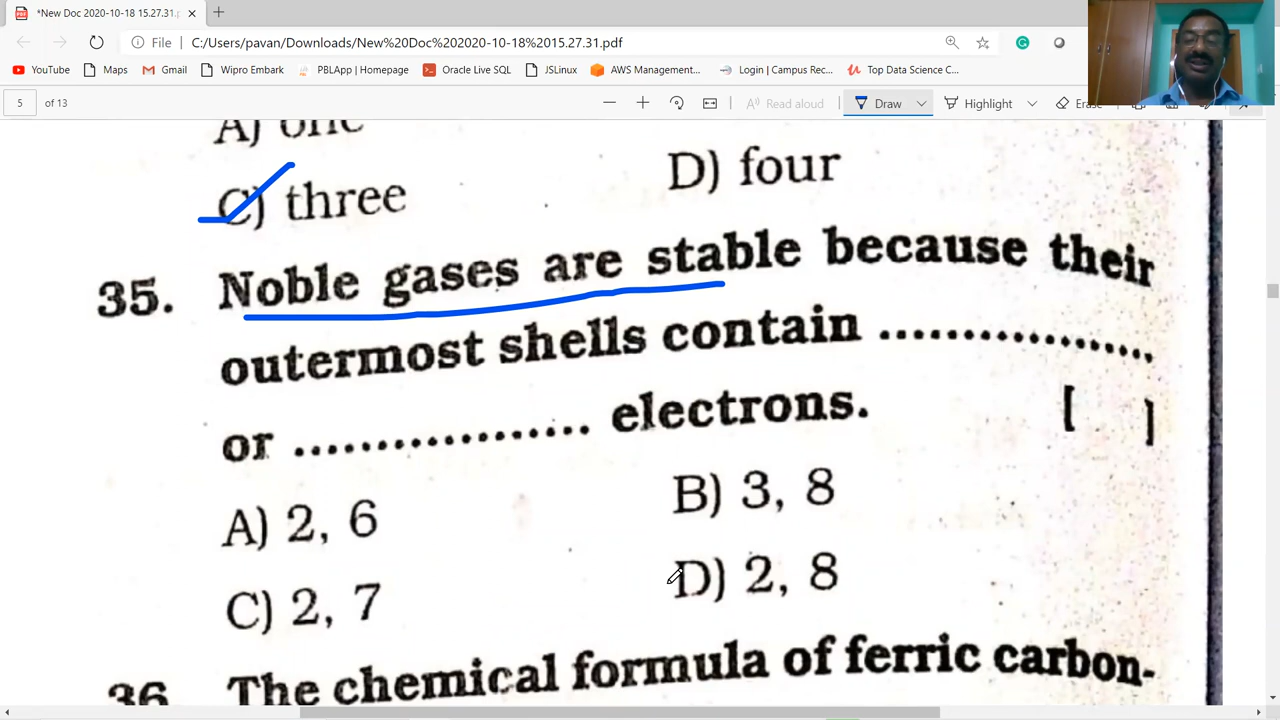 *New Doc 2020-10-18 15.27.31.p
File C:/Users/pavan/Downloads/New%20Doc%202020-10-18%2015.27.31.pdf
YouTube Maps Gmail Wipro Embark PBLApp | Homepage Oracle Live SQL JSLinux AWS Management... Login | Campus Rec... Top Data Science C...
5 of 13 Read aloud Draw Highlight Erase
A) one
C) three D) four
35. Noble gases are stable because their
outermost shells contain ....................
or .................. electrons. [ ]
A) 2, 6 B) 3, 8
C) 2, 7 D) 2, 8
36. The chemical formula of ferric carbon-